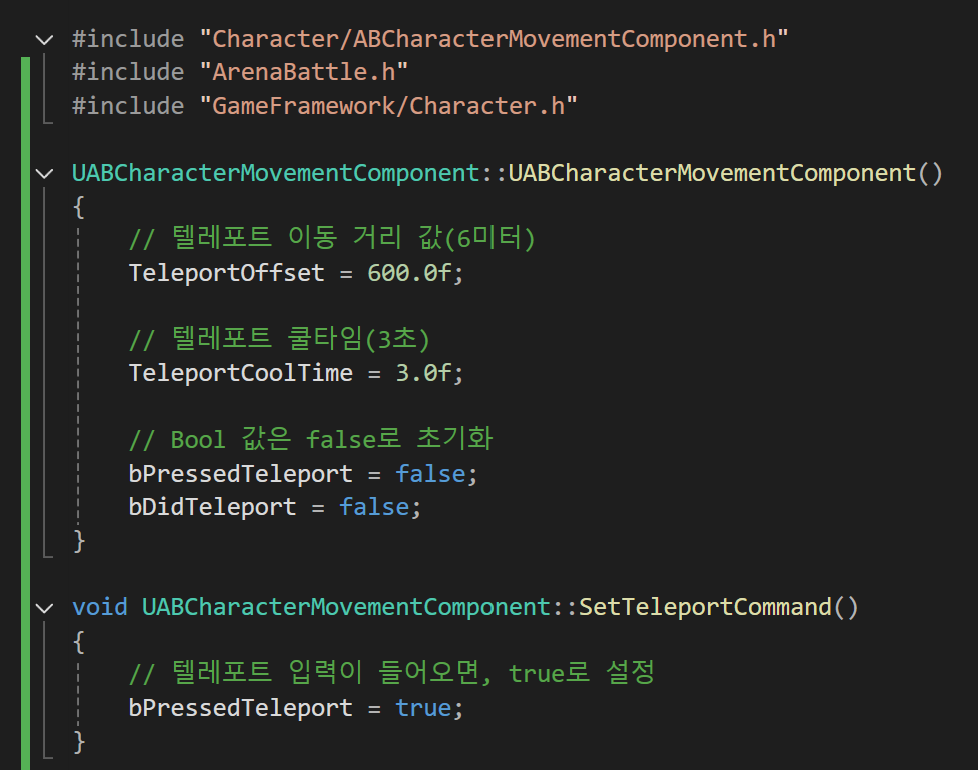 #include "Character/ABCharacterMovementComponent.h"
#include "ArenaBattle.h"
#include "GameFramework/Character.h"
UABCharacterMovementComponent::UABCharacterMovementComponent()
{
// 텔레포트 이동 거리 값(6미터)
TeleportOffset = 600.0f;
// 텔레포트 쿨타임(3초)
TeleportCoolTime = 3.0f;
// Bool 값은 false로 초기화
bPressedTeleport = false;
bDidTeleport = false;
}
void UABCharacterMovementComponent::SetTeleportCommand()
{
// 텔레포트 입력이 들어오면, true로 설정
bPressedTeleport = true;
}